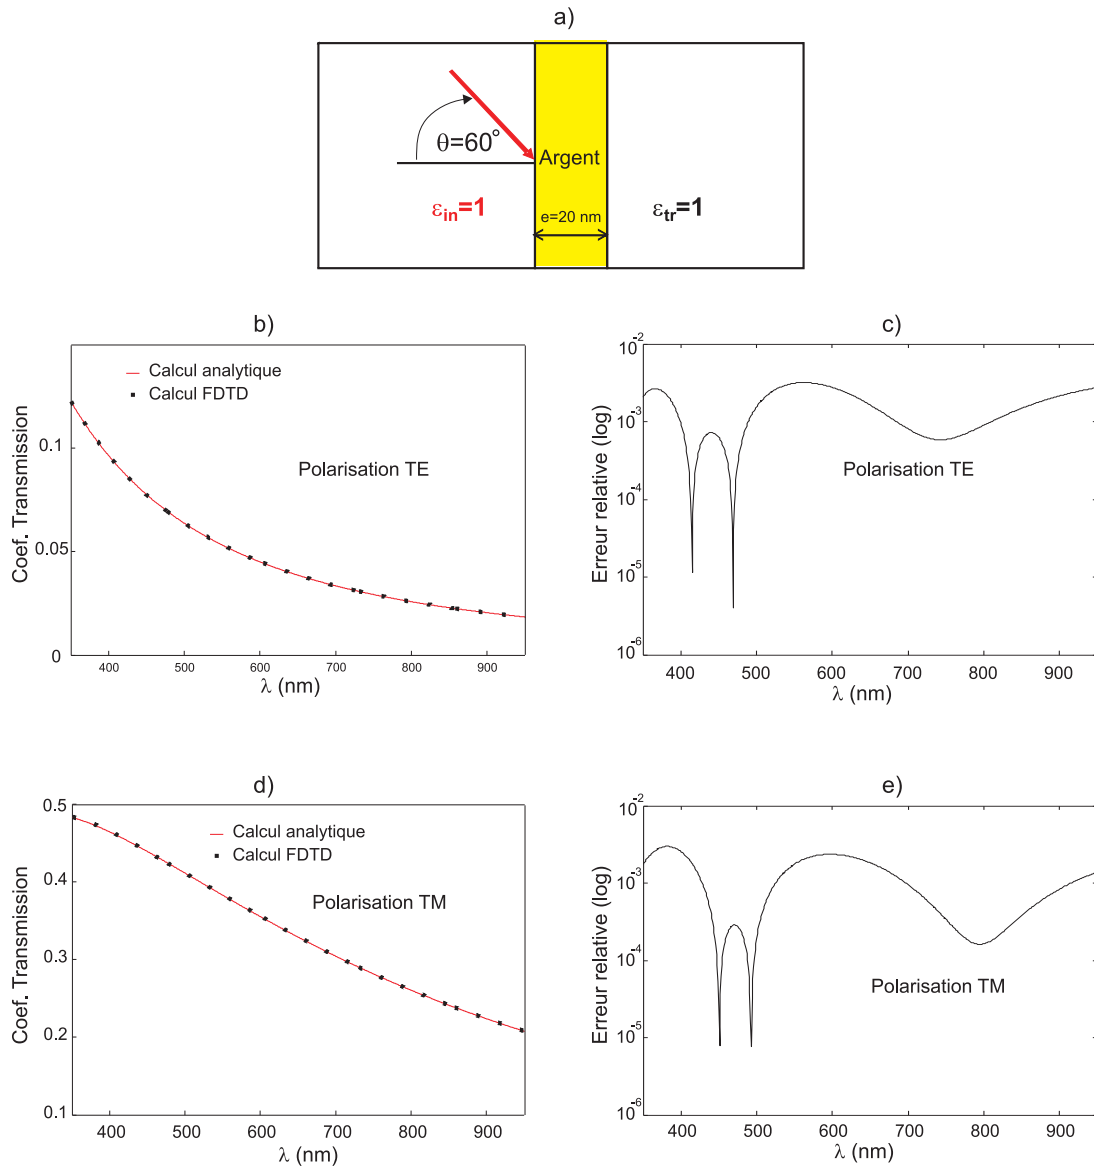 a)
θ=60°
Argent
ε_in=1
e=20 nm
ε_tr=1
b)
Coef. Transmission
0.1
0.05
0
Calcul analytique
Calcul FDTD
Polarisation TE
400 500 600 700 800 900
λ (nm)
c)
Erreur relative (log)
10^-2
10^-3
10^-4
10^-5
10^-6
Polarisation TE
400 500 600 700 800 900
λ (nm)
d)
Coef. Transmission
0.5
0.4
0.3
0.2
0.1
Calcul analytique
Calcul FDTD
Polarisation TM
400 500 600 700 800 900
λ (nm)
e)
Erreur relative (log)
10^-2
10^-3
10^-4
10^-5
10^-6
Polarisation TM
400 500 600 700 800 900
λ (nm)